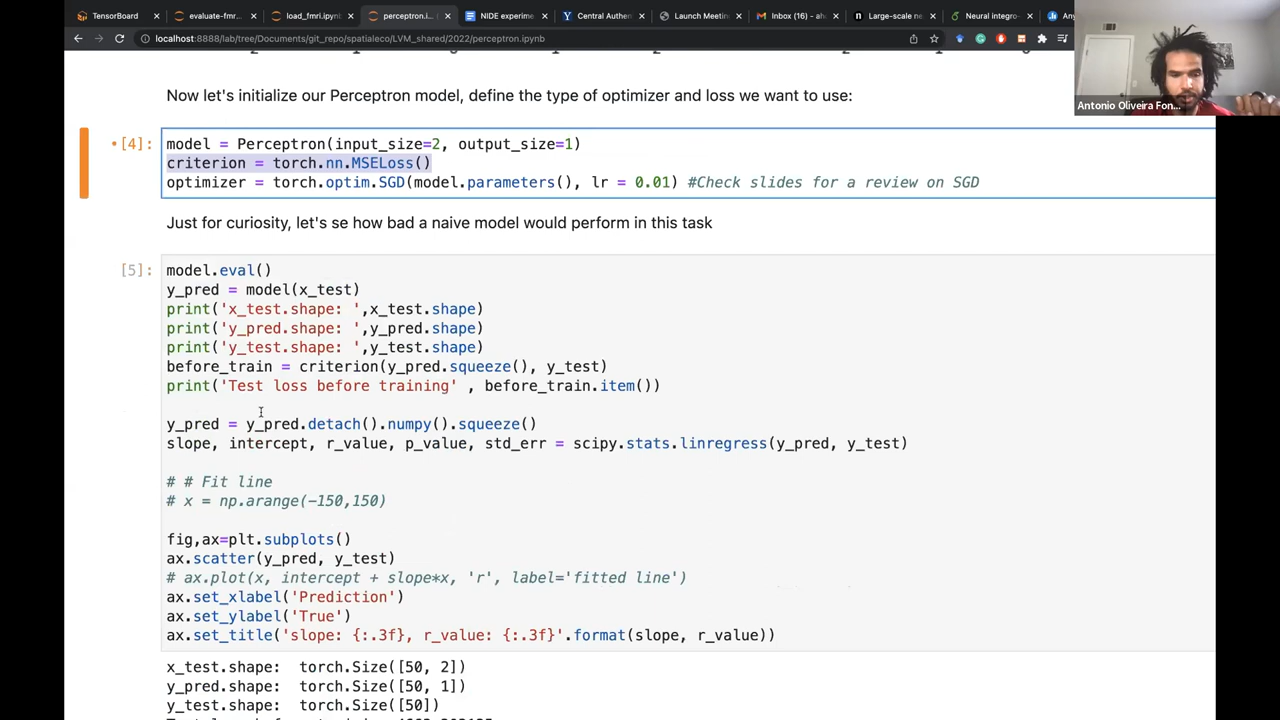 TensorBoard
evaluate-fmr...
load_fmri.ipynb
perceptron.i...
NIDE experime
Central Authen
Launch Meetin
Inbox (16) – a
Large-scale ne
Neural integro-
Any
localhost:8888/lab/tree/Documents/git_repo/spatialeco/LVM_shared/2022/perceptron.ipynb
Antonio Oliveira Fon...
Now let's initialize our Perceptron model, define the type of optimizer and loss we want to use:
[4]:
model = Perceptron(input_size=2, output_size=1)
criterion = torch.nn.MSELoss()
optimizer = torch.optim.SGD(model.parameters(), lr = 0.01) #Check slides for a review on SGD
Just for curiosity, let's se how bad a naive model would perform in this task
[5]:
model.eval()
y_pred = model(x_test)
print('x_test.shape: ',x_test.shape)
print('y_pred.shape: ',y_pred.shape)
print('y_test.shape: ',y_test.shape)
before_train = criterion(y_pred.squeeze(), y_test)
print('Test loss before training' , before_train.item())
y_pred = y_pred.detach().numpy().squeeze()
slope, intercept, r_value, p_value, std_err = scipy.stats.linregress(y_pred, y_test)
# # Fit line
# x = np.arange(-150,150)
fig,ax=plt.subplots()
ax.scatter(y_pred, y_test)
# ax.plot(x, intercept + slope*x, 'r', label='fitted line')
ax.set_xlabel('Prediction')
ax.set_ylabel('True')
ax.set_title('slope: {:.3f}, r_value: {:.3f}'.format(slope, r_value))
x_test.shape:  torch.Size([50, 2])
y_pred.shape:  torch.Size([50, 1])
y_test.shape:  torch.Size([50])